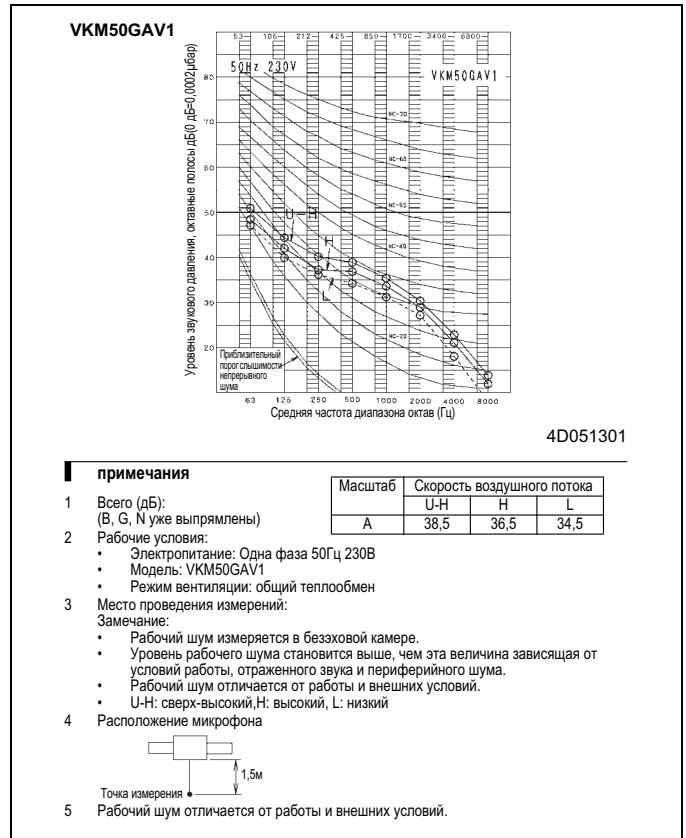 VKM50GAV1
53 106 212 425 850 1700 3400 6800
50Hz 230V
VKM50GAV1
Уровень звукового давления, октавные полосы дБ(0 дБ=0,0002µбар)
80
70
60
50
40
30
20
NC-70
NC-60
NC-50
NC-40
NC-20
U-H
H
L
Приблизительный
порог слышимости
непрерывного
шума
63 125 250 500 1000 2000 4000 8000
Средняя частота диапазона октав (Гц)
4D051301
примечания
1 Всего (дБ):
(B, G, N уже выпрямлены)
Масштаб Скорость воздушного потока
U-H H L
A 38,5 36,5 34,5
2 Рабочие условия:
• Электропитание: Одна фаза 50Гц 230В
• Модель: VKM50GAV1
• Режим вентиляции: общий теплообмен
3 Место проведения измерений:
Замечание:
• Рабочий шум измеряется в безэховой камере.
• Уровень рабочего шума становится выше, чем эта величина зависящая от
условий работы, отраженного звука и периферийного шума.
• Рабочий шум отличается от работы и внешних условий.
• U-H: сверх-высокий,H: высокий, L: низкий
4 Расположение микрофона
1,5м
Точка измерения
5 Рабочий шум отличается от работы и внешних условий.